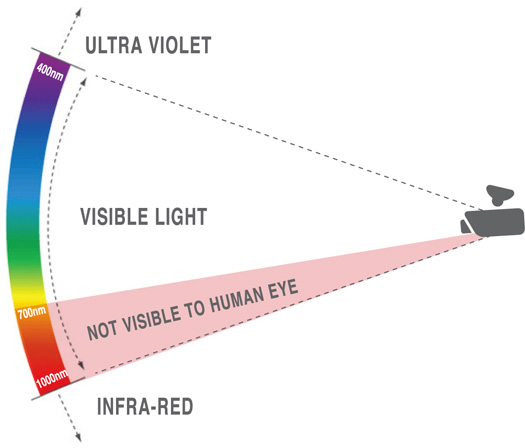 ULTRA VIOLET
400nm
VISIBLE LIGHT
700nm
NOT VISIBLE TO HUMAN EYE
1000nm
INFRA-RED